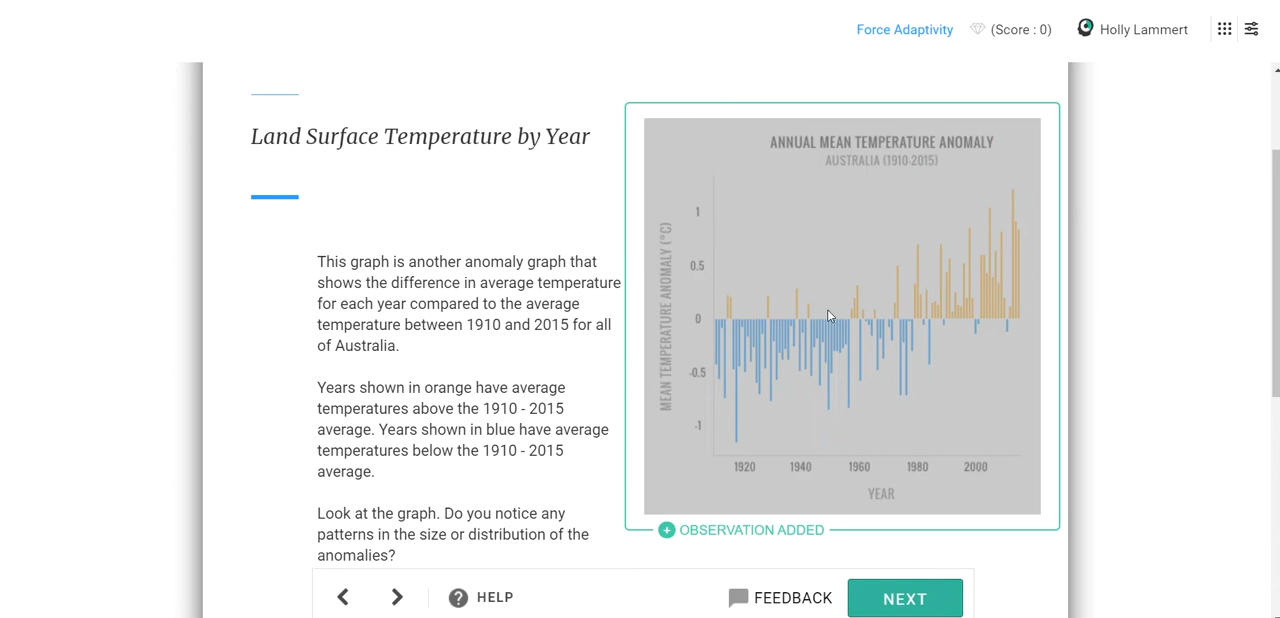 Force Adaptivity (Score : 0) Holly Lammert
Land Surface Temperature by Year
This graph is another anomaly graph that
shows the difference in average temperature
for each year compared to the average
temperature between 1910 and 2015 for all
of Australia.
Years shown in orange have average
temperatures above the 1910 - 2015
average. Years shown in blue have average
temperatures below the 1910 - 2015
average.
Look at the graph. Do you notice any
patterns in the size or distribution of the
anomalies?
ANNUAL MEAN TEMPERATURE ANOMALY
AUSTRALIA (1910-2015)
MEAN TEMPERATURE ANOMALY (°C)
1
0.5
0
-0.5
-1
1920 1940 1960 1980 2000
YEAR
+ OBSERVATION ADDED
? HELP FEEDBACK NEXT